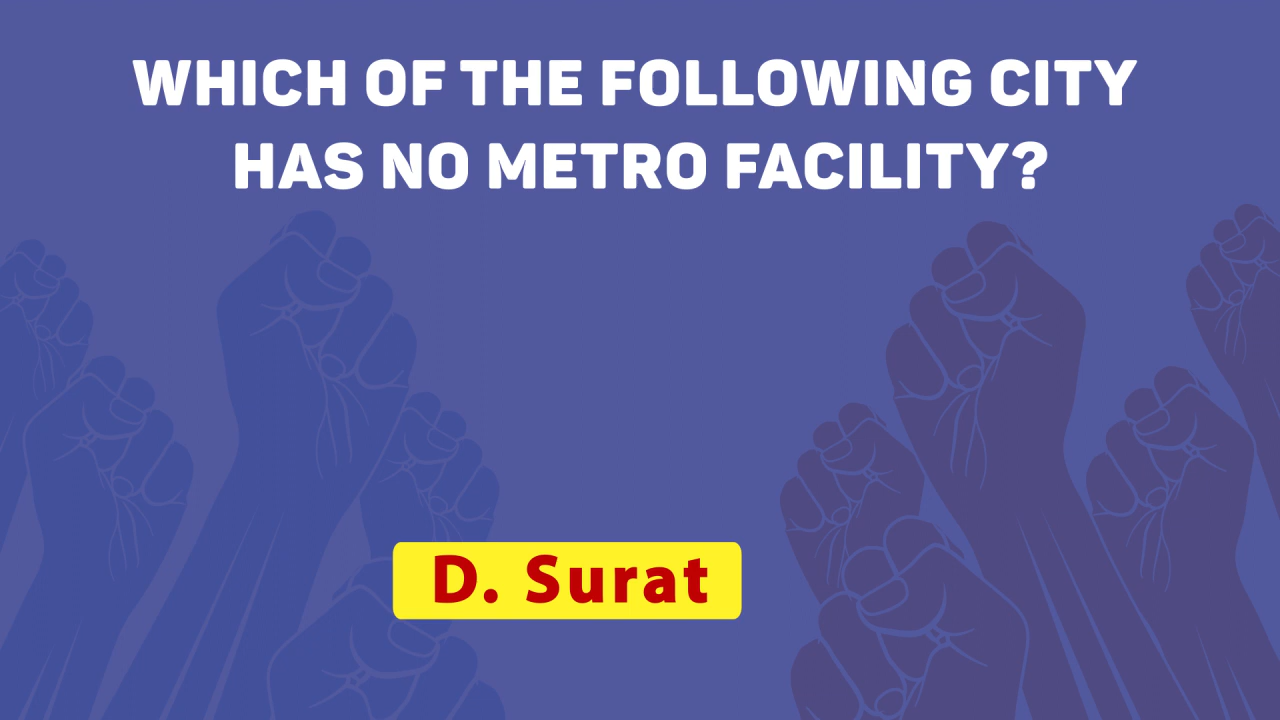 WHICH OF THE FOLLOWING CITY
HAS NO METRO FACILITY?
D. Surat